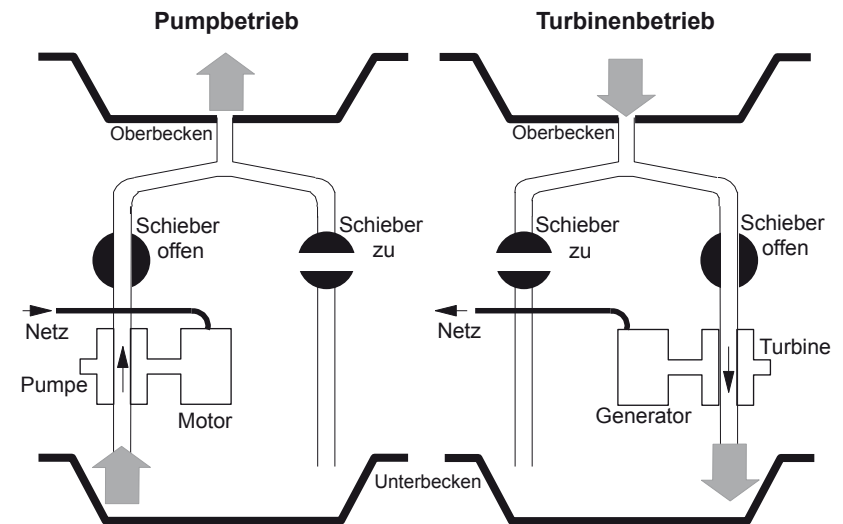 Pumpbetrieb
Oberbecken
Schieber
offen
Schieber
zu
Netz
Pumpe
Motor
Unterbecken
Turbinenbetrieb
Oberbecken
Schieber
zu
Schieber
offen
Netz
Turbine
Generator